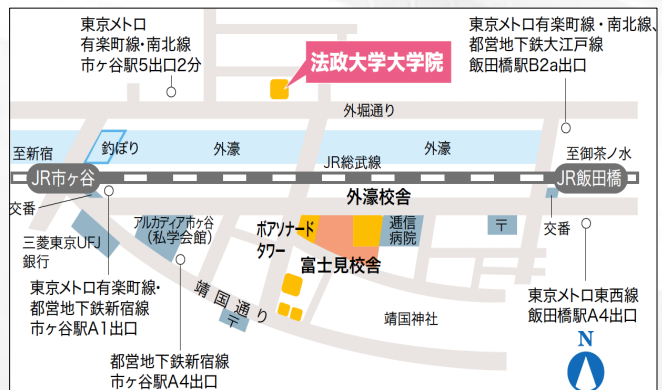 東京メトロ
有楽町線・南北線
市ヶ谷駅5出口2分
法政大学大学院
東京メトロ有楽町線・南北線、
都営地下鉄大江戸線
飯田橋駅B2a出口
外堀通り
至新宿
釣ぼり
外濠
外濠
JR総武線
至御茶ノ水
JR市ヶ谷
JR飯田橋
交番
外濠校舎
三菱東京UFJ
銀行
アルカディア市ヶ谷
(私学会館)
ボアソナード
タワー
逓信
病院
〒
交番
富士見校舎
東京メトロ有楽町線・
都営地下鉄新宿線
市ヶ谷駅A1出口
靖国通り
〒
靖国神社
東京メトロ東西線
飯田橋駅A4出口
都営地下鉄新宿線
市ヶ谷駅A4出口
N